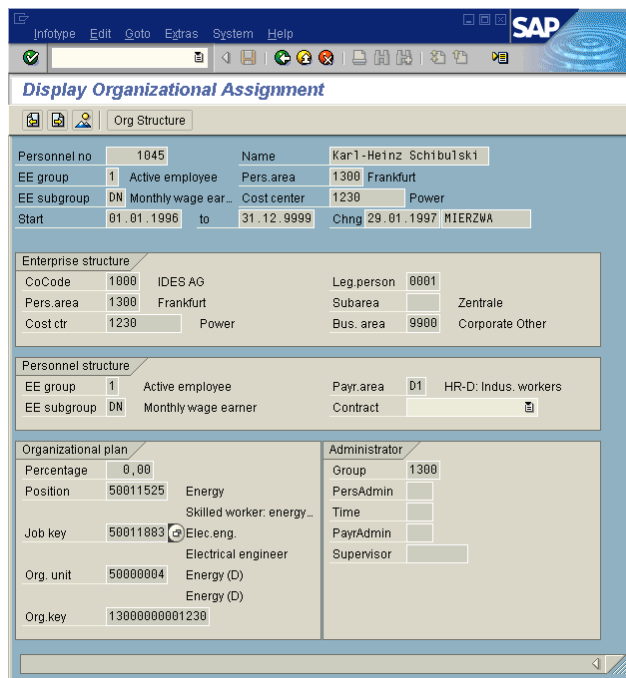 Infotype Edit Goto Extras System Help
SAP
Display Organizational Assignment
Org Structure
Personnel no 1045 Name Karl-Heinz Schibulski
EE group 1 Active employee Pers.area 1300 Frankfurt
EE subgroup DN Monthly wage ear... Cost center 1230 Power
Start 01.01.1996 to 31.12.9999 Chng 29.01.1997 MIERZWA
Enterprise structure
CoCode 1000 IDES AG Leg.person 0001
Pers.area 1300 Frankfurt Subarea Zentrale
Cost ctr 1230 Power Bus. area 9900 Corporate Other
Personnel structure
EE group 1 Active employee Payr.area D1 HR-D: Indus. workers
EE subgroup DN Monthly wage earner Contract
Organizational plan Administrator
Percentage 0,00 Group 1300
Position 50011525 Energy PersAdmin
Skilled worker: energy... Time
Job key 50011883 Elec.eng. PayrAdmin
Electrical engineer Supervisor
Org. unit 50000004 Energy (D)
Energy (D)
Org.key 13000000001230